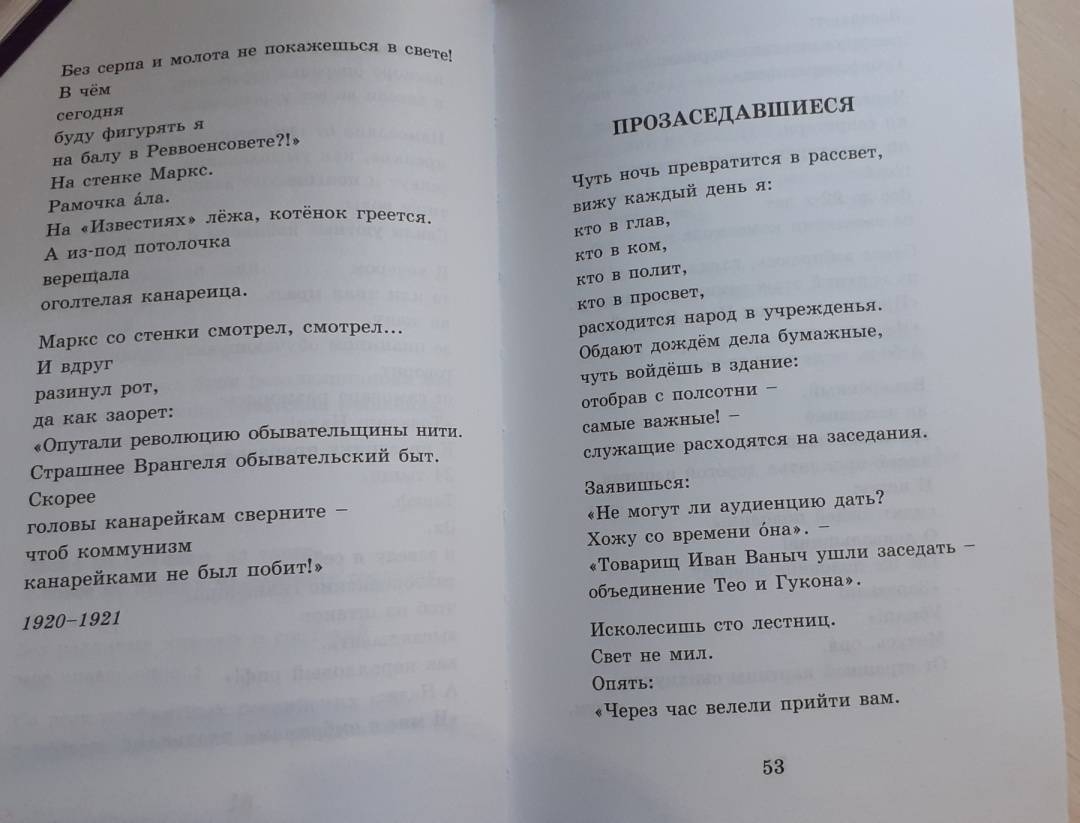 Без серпа и молота не покажешься в свете!
В чём
сегодня
буду фигурять я
на балу в Реввоенсовете?!»
На стенке Маркс.
Рамочка а́ла.
На «Известиях» лёжа, котёнок греется.
А из-под потолочка
верещала
оголтелая канареица.
Маркс со стенки смотрел, смотрел...
И вдруг
разинул рот,
да как заорет:
«Опутали революцию обывательщины нити.
Страшнее Врангеля обывательский быт.
Скорее
головы канарейкам сверните –
чтоб коммунизм
канарейками не был побит!»
1920–1921
ПРОЗАСЕДАВШИЕСЯ
Чуть ночь превратится в рассвет,
вижу каждый день я:
кто в глав,
кто в ком,
кто в полит,
кто в просвет,
расходится народ в учрежденья.
Обдают дождём дела бумажные,
чуть войдёшь в здание:
отобрав с полсотни –
самые важные! –
служащие расходятся на заседания.
Заявишься:
«Не могут ли аудиенцию дать?
Хожу со времени о́на». –
«Товарищ Иван Ваныч ушли заседать –
объединение Тео и Гукона».
Исколесишь сто лестниц.
Свет не мил.
Опять:
«Через час велели прийти вам.
53